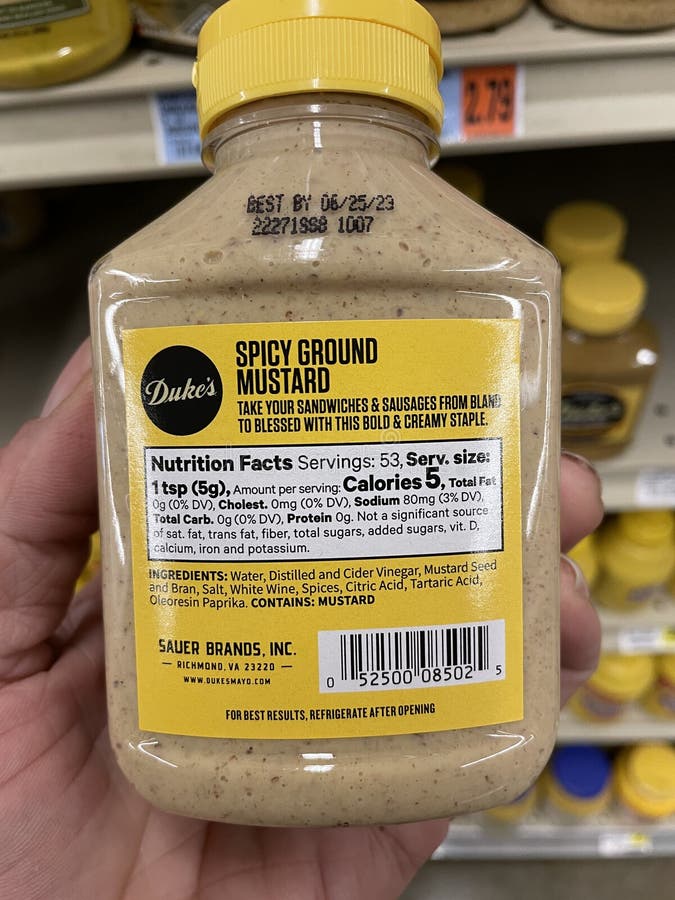 2.79
BEST BY 06/25/23
22271998 1007
Duke's
SPICY GROUND
MUSTARD
TAKE YOUR SANDWICHES & SAUSAGES FROM BLAND
TO BLESSED WITH THIS BOLD & CREAMY STAPLE.
Nutrition Facts Servings: 53, Serv. size:
1 tsp (5g), Amount per serving: Calories 5, Total Fat
0g (0% DV), Cholest. 0mg (0% DV), Sodium 80mg (3% DV),
Total Carb. 0g (0% DV), Protein 0g. Not a significant source
of sat. fat, trans fat, fiber, total sugars, added sugars, vit. D,
calcium, iron and potassium.
INGREDIENTS: Water, Distilled and Cider Vinegar, Mustard Seed
and Bran, Salt, White Wine, Spices, Citric Acid, Tartaric Acid,
Oleoresin Paprika. CONTAINS: MUSTARD
SAUER BRANDS, INC.
— RICHMOND, VA 23220 —
WWW.DUKESMAYO.COM
0 52500 08502 5
FOR BEST RESULTS, REFRIGERATE AFTER OPENING